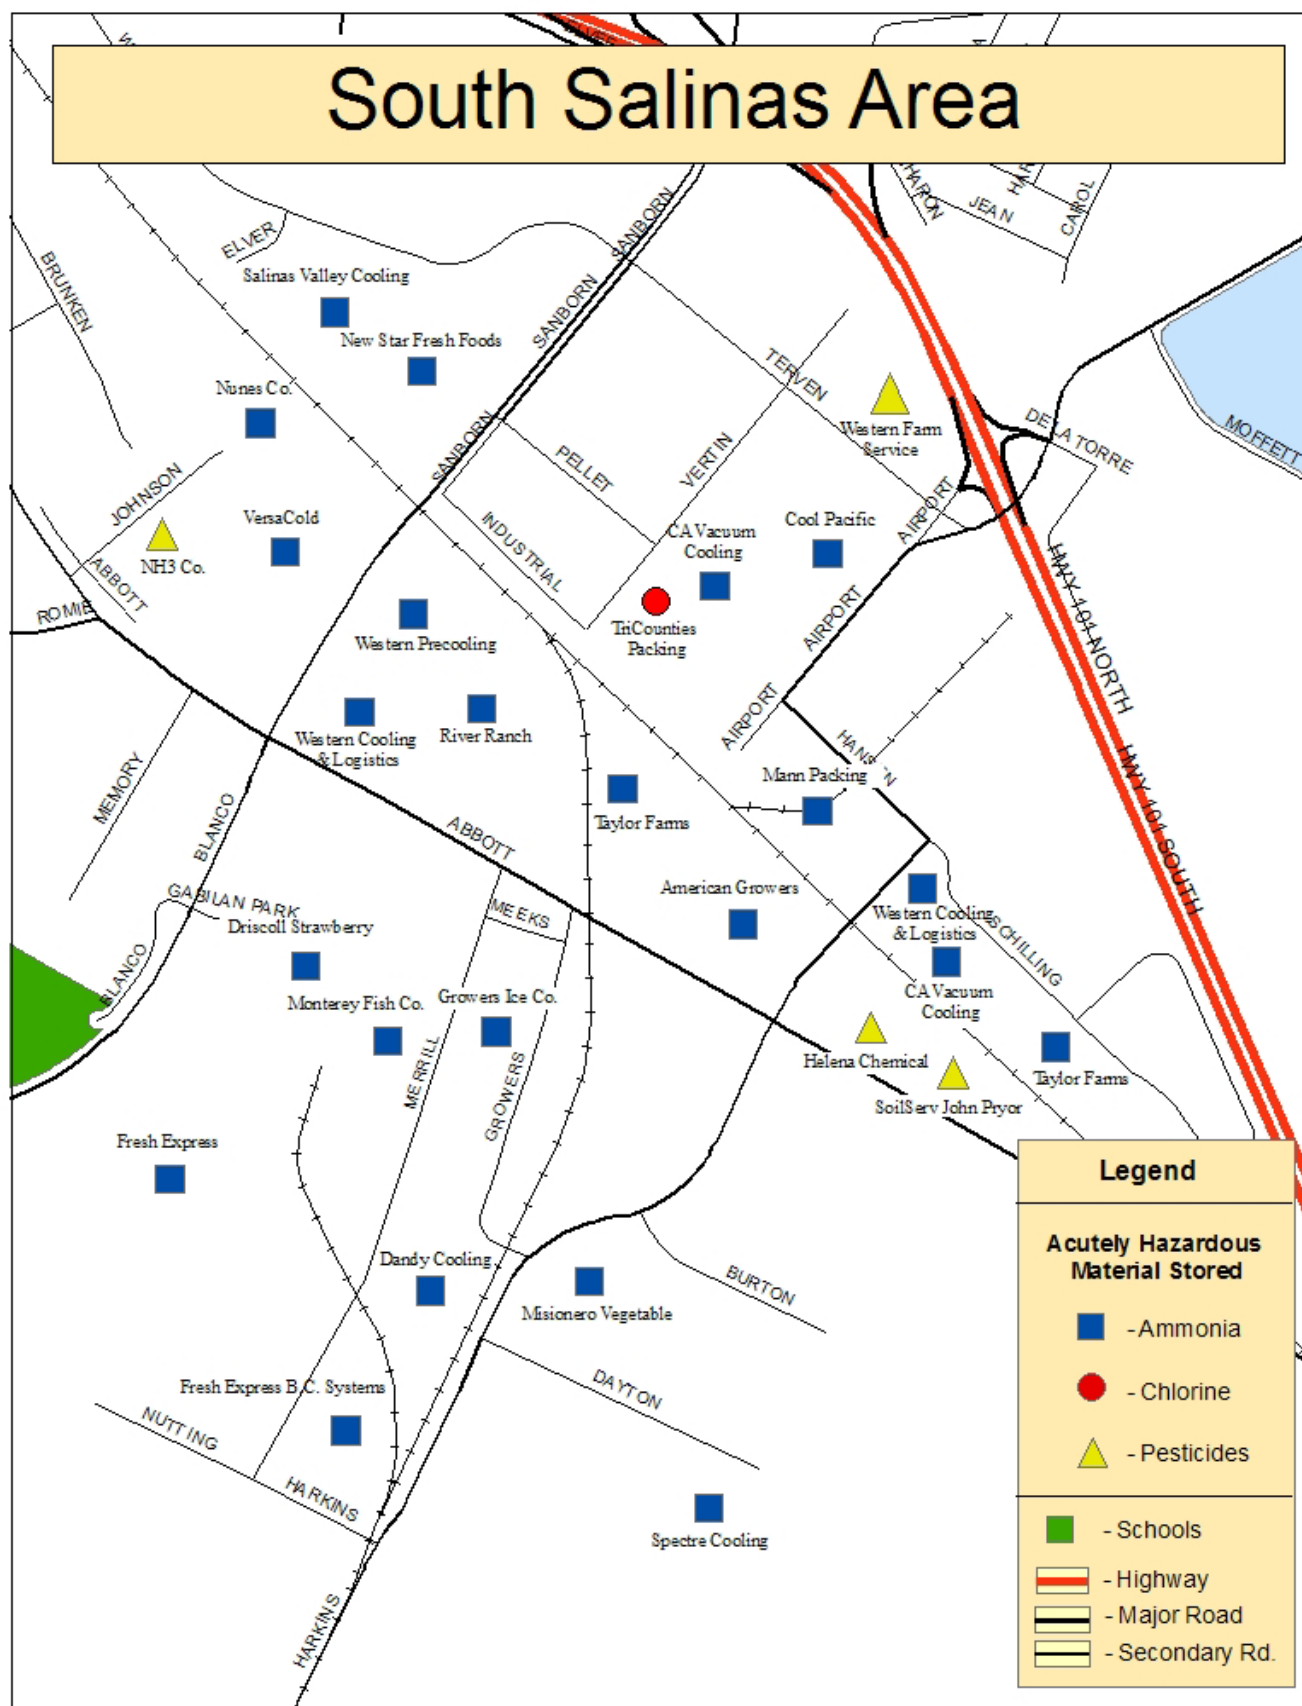 ELVER
South Salinas Area
SANBORN
CAROL
JEAN
ELVER
BRUNKEN
Salinas Valley Cooling
SANBORN
New Star Fresh Foods
TERVEN
Nunes Co.
Western Farm
Service
DE LA TORRE
MOFFETT
SANBORN
PELLET
VERTIN
JOHNSON
AIRPORT
VersaCold
INDUSTRIAL
CA Vacuum
Cooling
Cool Pacific
NH3 Co.
ABBOTT
ROMIE
HWY 101 NORTH
AIRPORT
TriCounties
Packing
Western Precooling
AIRPORT
River Ranch
Western Cooling
& Logistics
HANSEN
MEMORY
Mann Packing
BLANCO
ABBOTT
Taylor Farms
HWY 101 SOUTH
American Growers
GABILAN PARK
MEEKS
Driscoll Strawberry
Western Cooling
& Logistics
SCHILLING
BLANCO
Monterey Fish Co.
Growers Ice Co.
CA Vacuum
Cooling
MERRILL
GROWERS
Helena Chemical
Taylor Farms
SoilServ John Pryor
Fresh Express
Dandy Cooling
Misionero Vegetable
BURTON
DAYTON
Fresh Express B.C. Systems
NUTTING
HARKINS
Spectre Cooling
HARKINS
Legend
Acutely Hazardous
Material Stored
- Ammonia
- Chlorine
- Pesticides
- Schools
- Highway
- Major Road
- Secondary Rd.